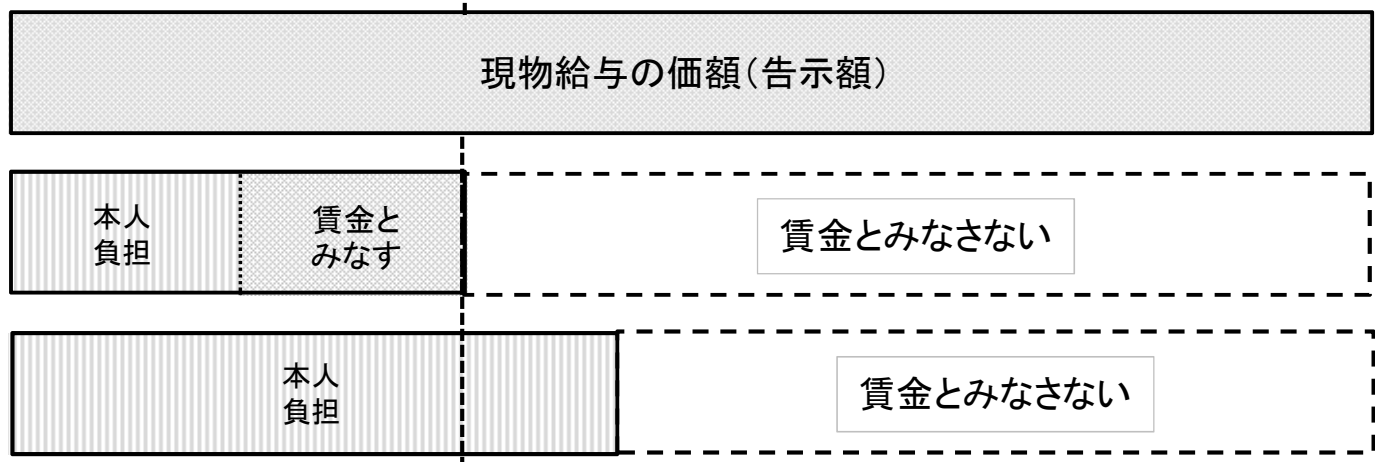 現物給与の価額（告示額）
本人
負担
賃金と
みなす
賃金とみなさない
本人
負担
賃金とみなさない